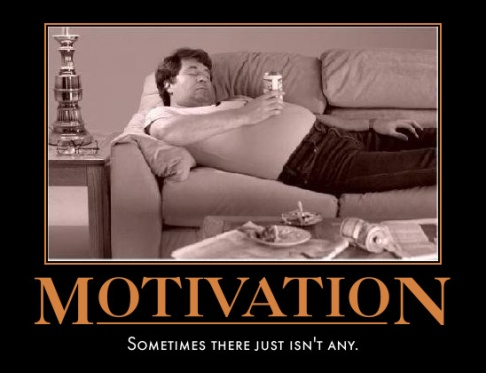 MOTIVATION
SOMETIMES THERE JUST ISN'T ANY.